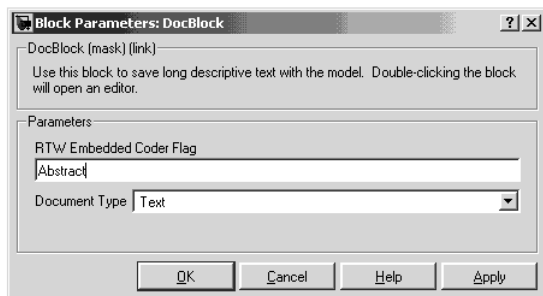 Block Parameters: DocBlock
DocBlock (mask) (link)
Use this block to save long descriptive text with the model. Double-clicking the block
will open an editor.
Parameters
RTW Embedded Coder Flag
Abstract
Document Type Text
OK Cancel Help Apply